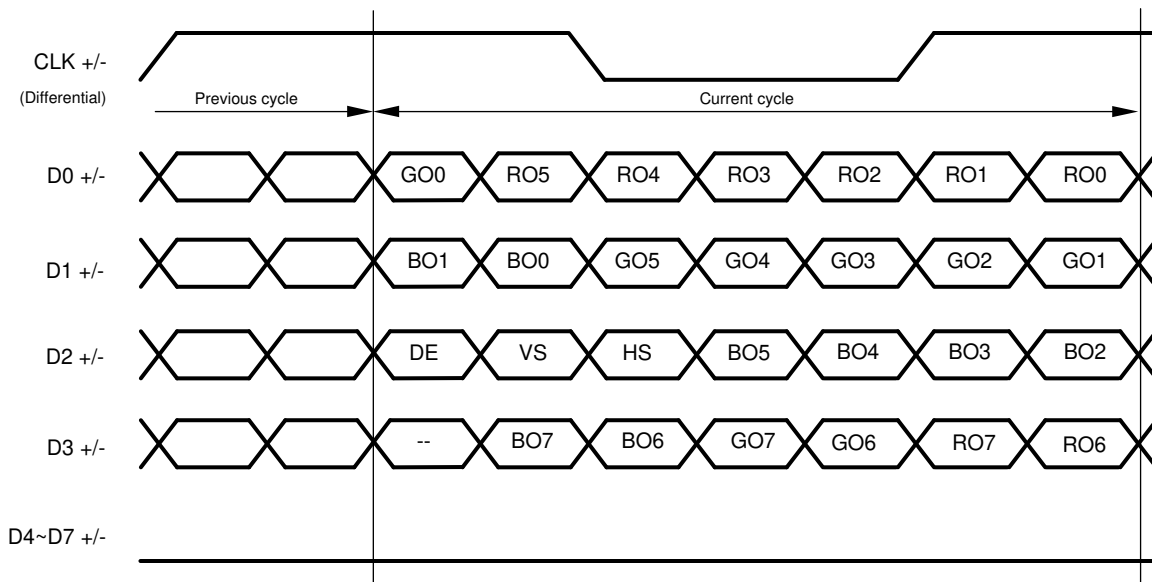 CLK +/-
(Differential)
Previous cycle
Current cycle
D0 +/-
GO0 RO5 RO4 RO3 RO2 RO1 RO0
D1 +/-
BO1 BO0 GO5 GO4 GO3 GO2 GO1
D2 +/-
DE VS HS BO5 BO4 BO3 BO2
D3 +/-
-- BO7 BO6 GO7 GO6 RO7 RO6
D4~D7 +/-